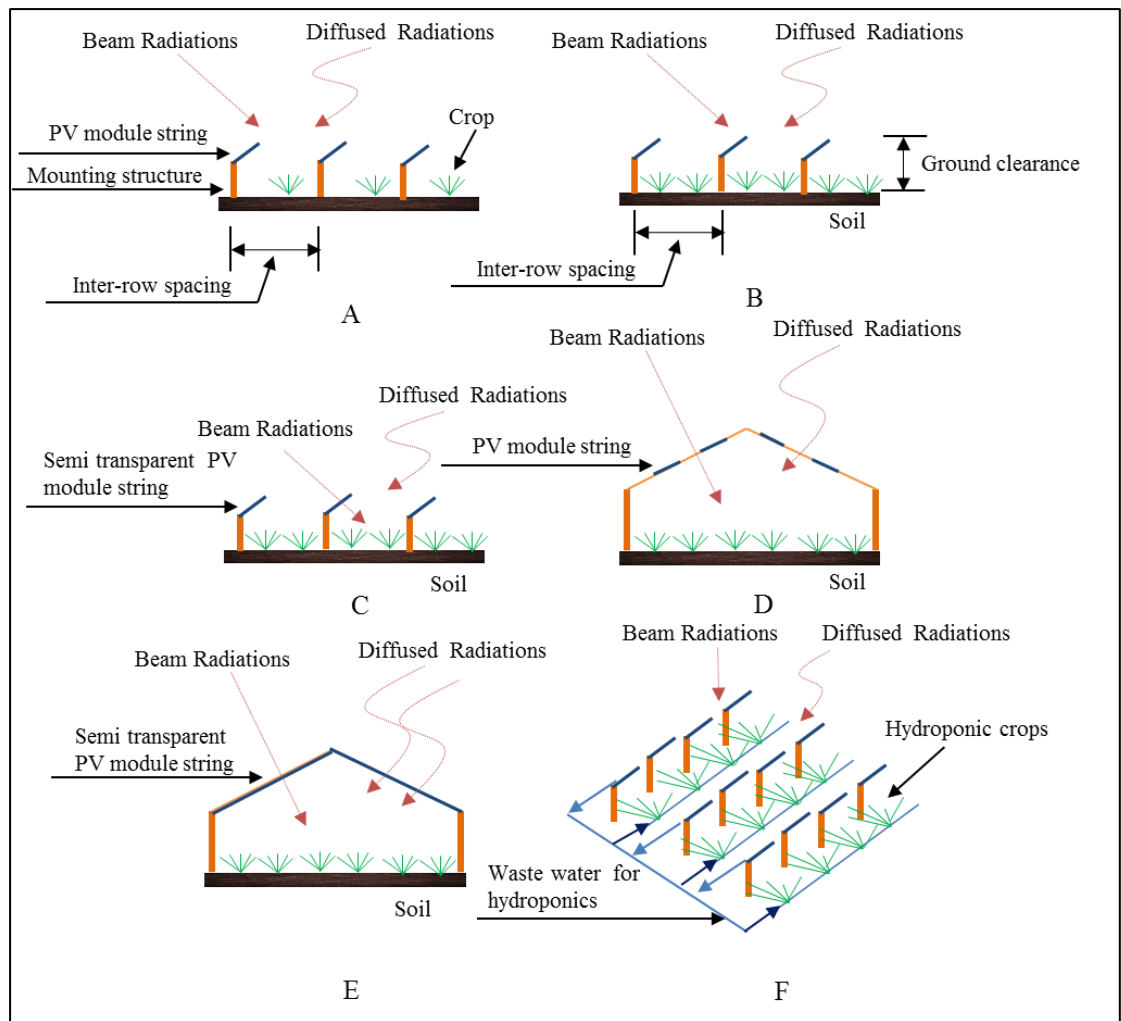 Beam Radiations
Diffused Radiations
PV module string
Crop
Mounting structure
Inter-row spacing
A
Beam Radiations
Diffused Radiations
Ground clearance
Soil
Inter-row spacing
B
Diffused Radiations
Beam Radiations
Semi transparent PV
module string
Soil
C
Beam Radiations
Diffused Radiations
PV module string
Soil
D
Beam Radiations
Diffused Radiations
Semi transparent
PV module string
Soil
E
Beam Radiations
Diffused Radiations
Hydroponic crops
Waste water for
hydroponics
F